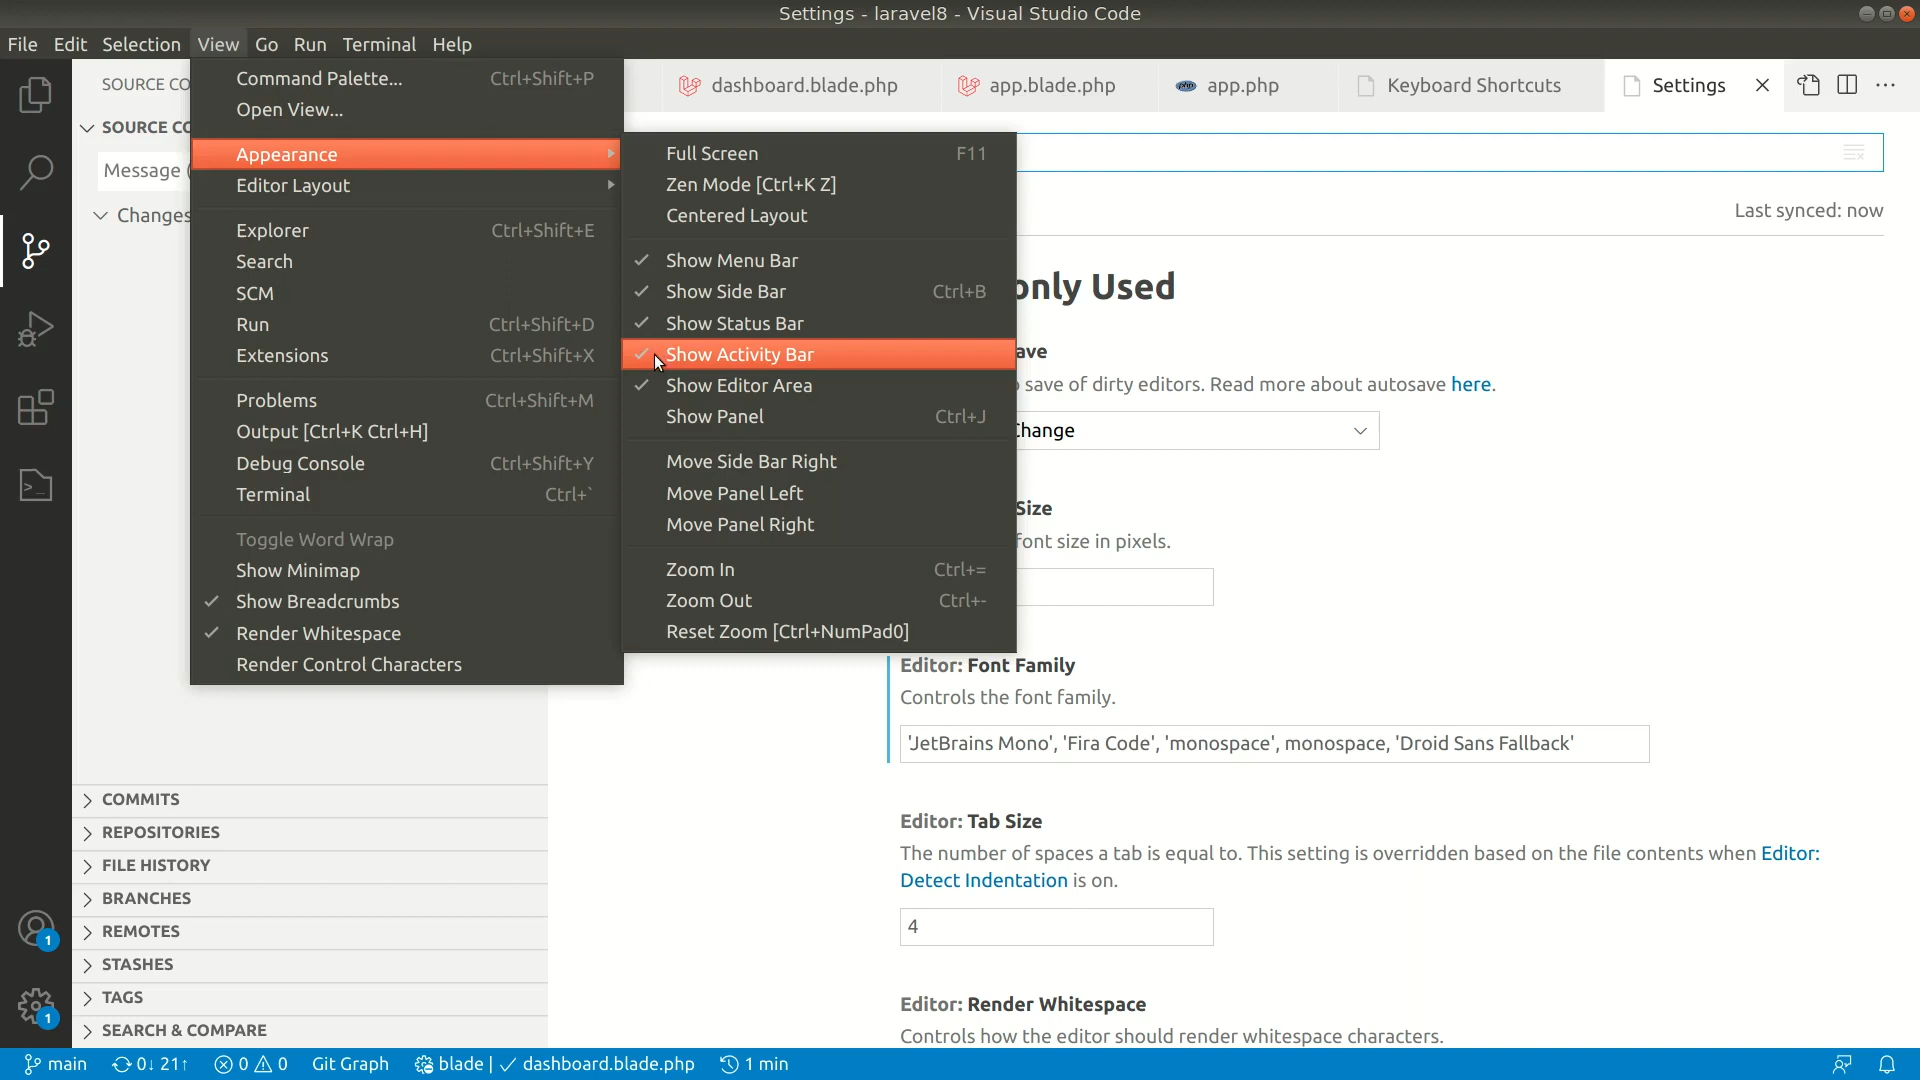 Settings - laravel8 - Visual Studio Code
File Edit Selection View Go Run Terminal Help
SOURCE CO
dashboard.blade.php
app.blade.php
php app.php
Keyboard Shortcuts
Settings
SOURCE CO
Message (
Changes
Command Palette... Ctrl+Shift+P
Open View...
Appearance
Editor Layout
Explorer Ctrl+Shift+E
Search
SCM
Run Ctrl+Shift+D
Extensions Ctrl+Shift+X
Problems Ctrl+Shift+M
Output [Ctrl+K Ctrl+H]
Debug Console Ctrl+Shift+Y
Terminal Ctrl+`
Toggle Word Wrap
Show Minimap
Show Breadcrumbs
Render Whitespace
Render Control Characters
Full Screen F11
Zen Mode [Ctrl+K Z]
Centered Layout
Show Menu Bar
Show Side Bar Ctrl+B
Show Status Bar
Show Activity Bar
Show Editor Area
Show Panel Ctrl+J
Move Side Bar Right
Move Panel Left
Move Panel Right
Zoom In Ctrl+=
Zoom Out Ctrl+-
Reset Zoom [Ctrl+NumPad0]
Last synced: now
only Used
ave
save of dirty editors. Read more about autosave here.
Change
Size
font size in pixels.
Editor: Font Family
Controls the font family.
'JetBrains Mono', 'Fira Code', 'monospace', monospace, 'Droid Sans Fallback'
Editor: Tab Size
The number of spaces a tab is equal to. This setting is overridden based on the file contents when Editor:
Detect Indentation is on.
4
Editor: Render Whitespace
Controls how the editor should render whitespace characters.
COMMITS
REPOSITORIES
FILE HISTORY
BRANCHES
REMOTES
STASHES
TAGS
SEARCH & COMPARE
1
1
main 0↓ 21↑ 0 0 Git Graph blade | ✓ dashboard.blade.php 1 min